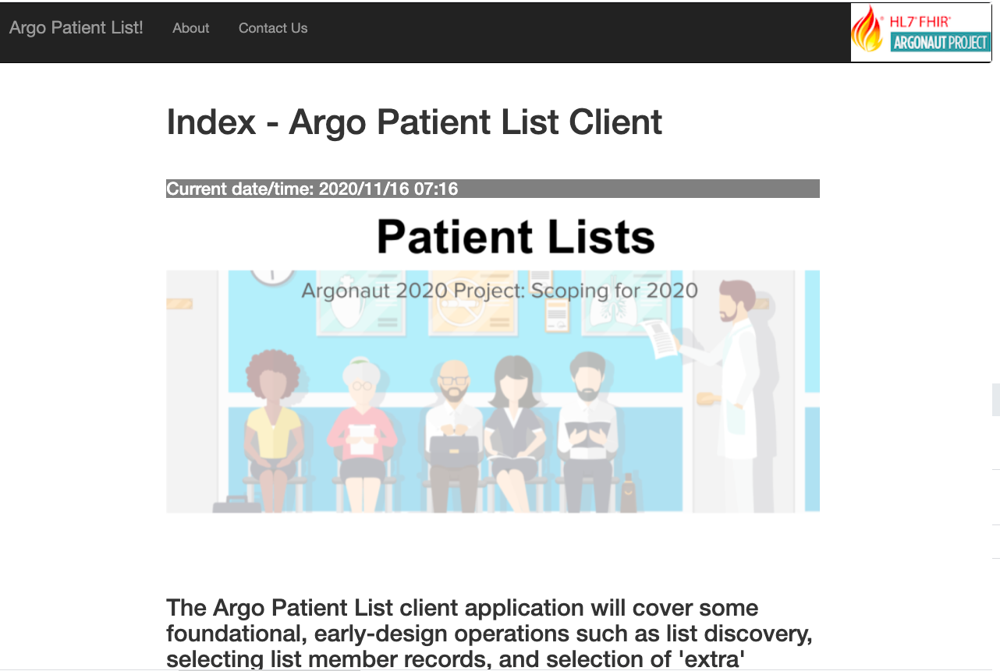 Argo Patient List! About Contact Us
HL7® FHIR®
ARGONAUT PROJECT
Index - Argo Patient List Client
Current date/time: 2020/11/16 07:16
Patient Lists
Argonaut 2020 Project: Scoping for 2020
The Argo Patient List client application will cover some
foundational, early-design operations such as list discovery,
selecting list member records, and selection of 'extra'